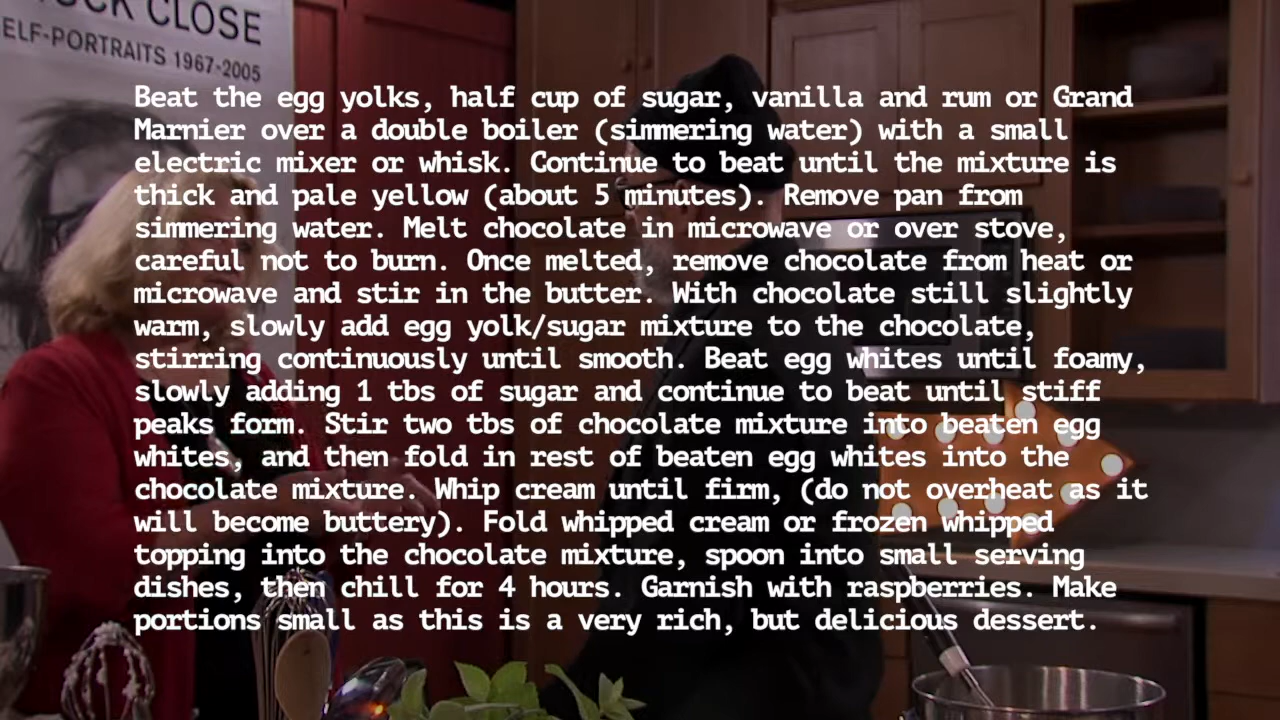 CLOSE
ELF-PORTRAITS 1967-2005
Beat the egg yolks, half cup of sugar, vanilla and rum or Grand
Marnier over a double boiler (simmering water) with a small
electric mixer or whisk. Continue to beat until the mixture is
thick and pale yellow (about 5 minutes). Remove pan from
simmering water. Melt chocolate in microwave or over stove,
careful not to burn. Once melted, remove chocolate from heat or
microwave and stir in the butter. With chocolate still slightly
warm, slowly add egg yolk/sugar mixture to the chocolate,
stirring continuously until smooth. Beat egg whites until foamy,
slowly adding 1 tbs of sugar and continue to beat until stiff
peaks form. Stir two tbs of chocolate mixture into beaten egg
whites, and then fold in rest of beaten egg whites into the
chocolate mixture. Whip cream until firm, (do not overheat as it
will become buttery). Fold whipped cream or frozen whipped
topping into the chocolate mixture, spoon into small serving
dishes, then chill for 4 hours. Garnish with raspberries. Make
portions small as this is a very rich, but delicious dessert.